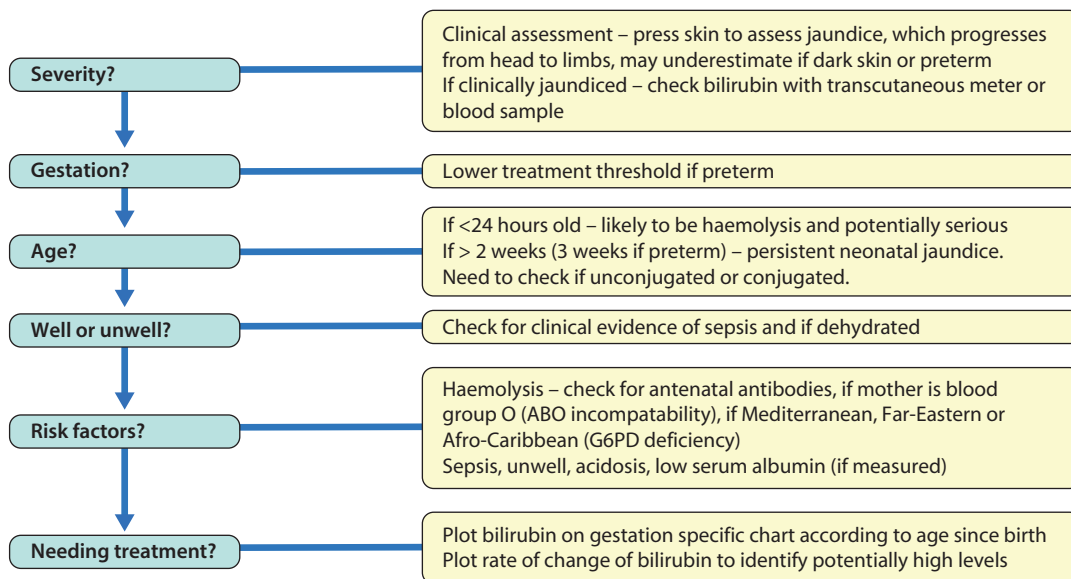 Severity?
Clinical assessment – press skin to assess jaundice, which progresses
from head to limbs, may underestimate if dark skin or preterm
If clinically jaundiced – check bilirubin with transcutaneous meter or
blood sample
Gestation?
Lower treatment threshold if preterm
Age?
If <24 hours old – likely to be haemolysis and potentially serious
If > 2 weeks (3 weeks if preterm) – persistent neonatal jaundice.
Need to check if unconjugated or conjugated.
Well or unwell?
Check for clinical evidence of sepsis and if dehydrated
Risk factors?
Haemolysis – check for antenatal antibodies, if mother is blood
group O (ABO incompatability), if Mediterranean, Far-Eastern or
Afro-Caribbean (G6PD deficiency)
Sepsis, unwell, acidosis, low serum albumin (if measured)
Needing treatment?
Plot bilirubin on gestation specific chart according to age since birth
Plot rate of change of bilirubin to identify potentially high levels